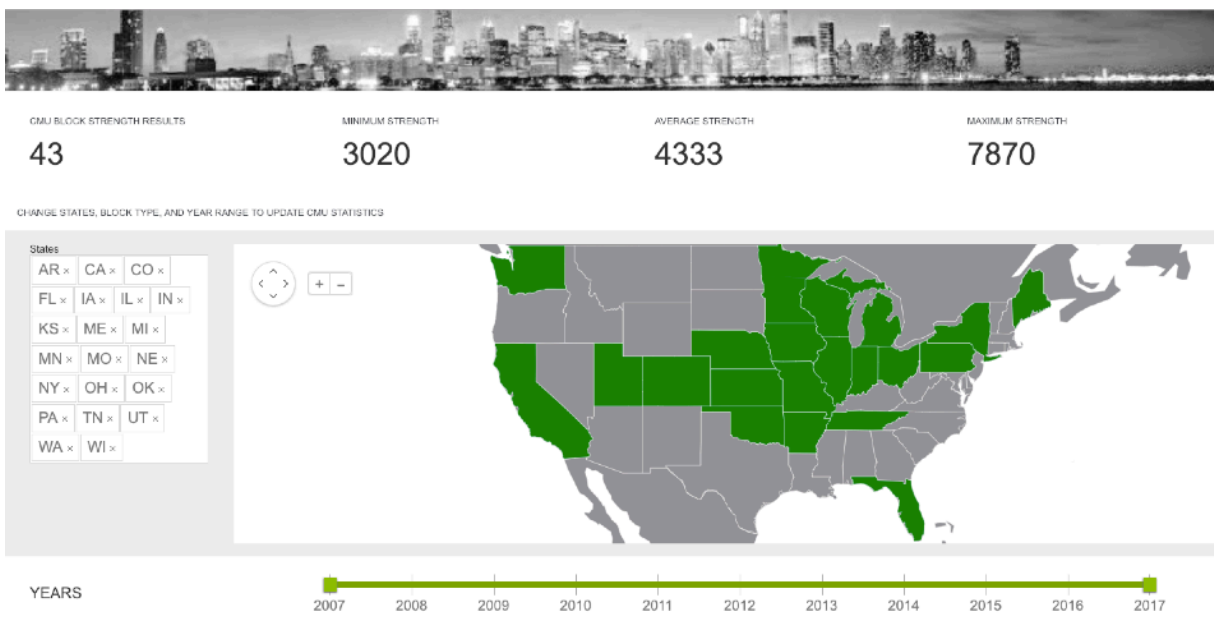 CMU BLOCK STRENGTH RESULTS MINIMUM STRENGTH AVERAGE STRENGTH MAXIMUM STRENGTH
43 3020 4333 7870
CHANGE STATES, BLOCK TYPE, AND YEAR RANGE TO UPDATE CMU STATISTICS
States
AR × CA × CO ×
FL × IA × IL × IN ×
KS × ME × MI ×
MN × MO × NE ×
NY × OH × OK ×
PA × TN × UT ×
WA × WI ×
+ −
YEARS
2007 2008 2009 2010 2011 2012 2013 2014 2015 2016 2017